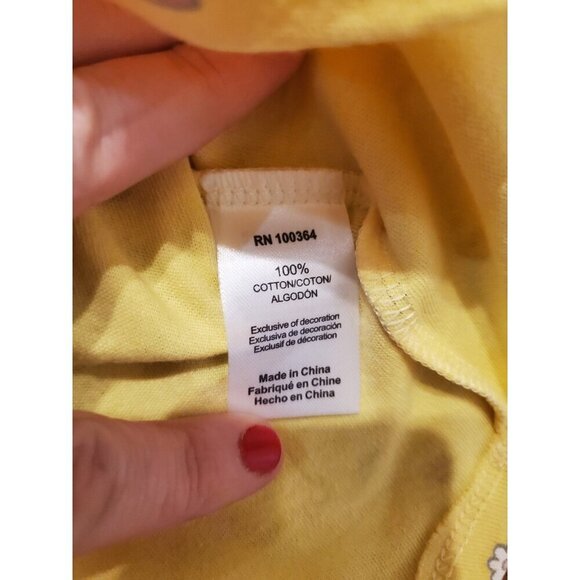 RN 100364
100%
COTTON/COTON/
ALGODÓN
Exclusive of decoration
Exclusiva de decoración
Exclusif de décoration
Made in China
Fabriqué en Chine
Hecho en China